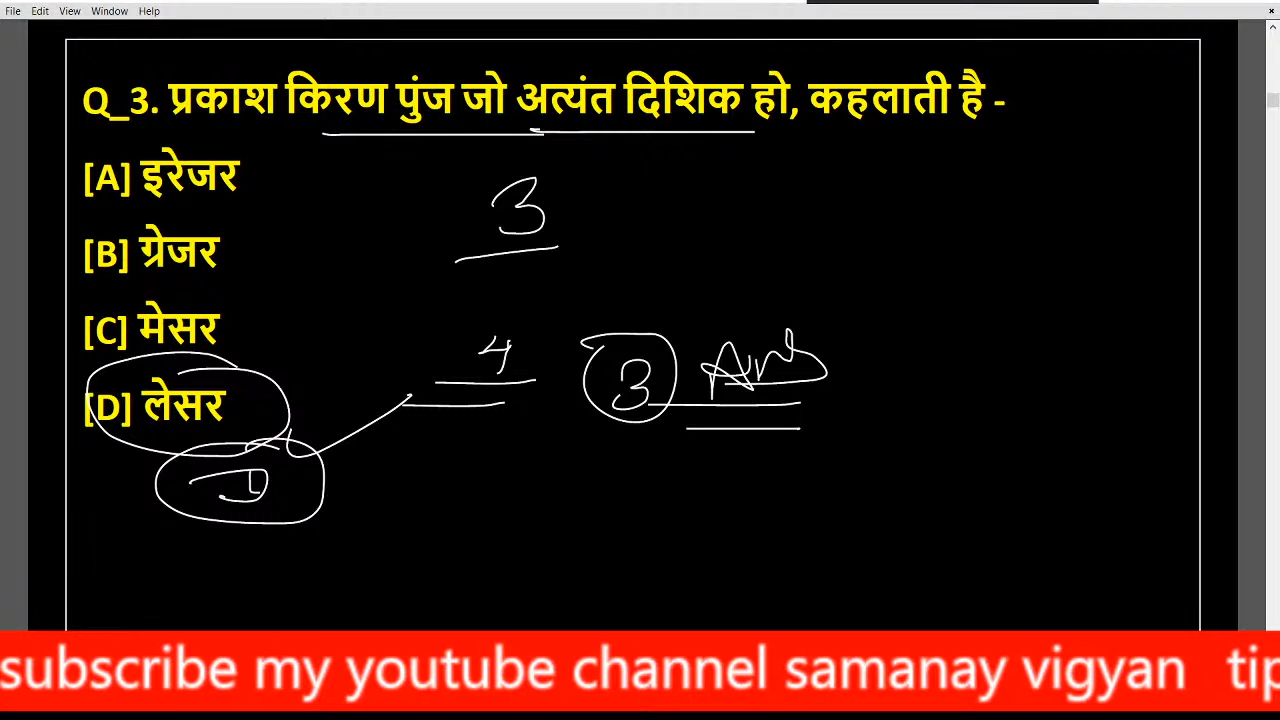 File Edit View Window Help
Q_3. प्रकाश किरण पुंज जो अत्यंत दिशिक हो, कहलाती है -
[A] इरेजर
[B] ग्रेजर
3
[C] मेसर
4
3 Ans
[D] लेसर
D
subscribe my youtube channel samanay vigyan tip